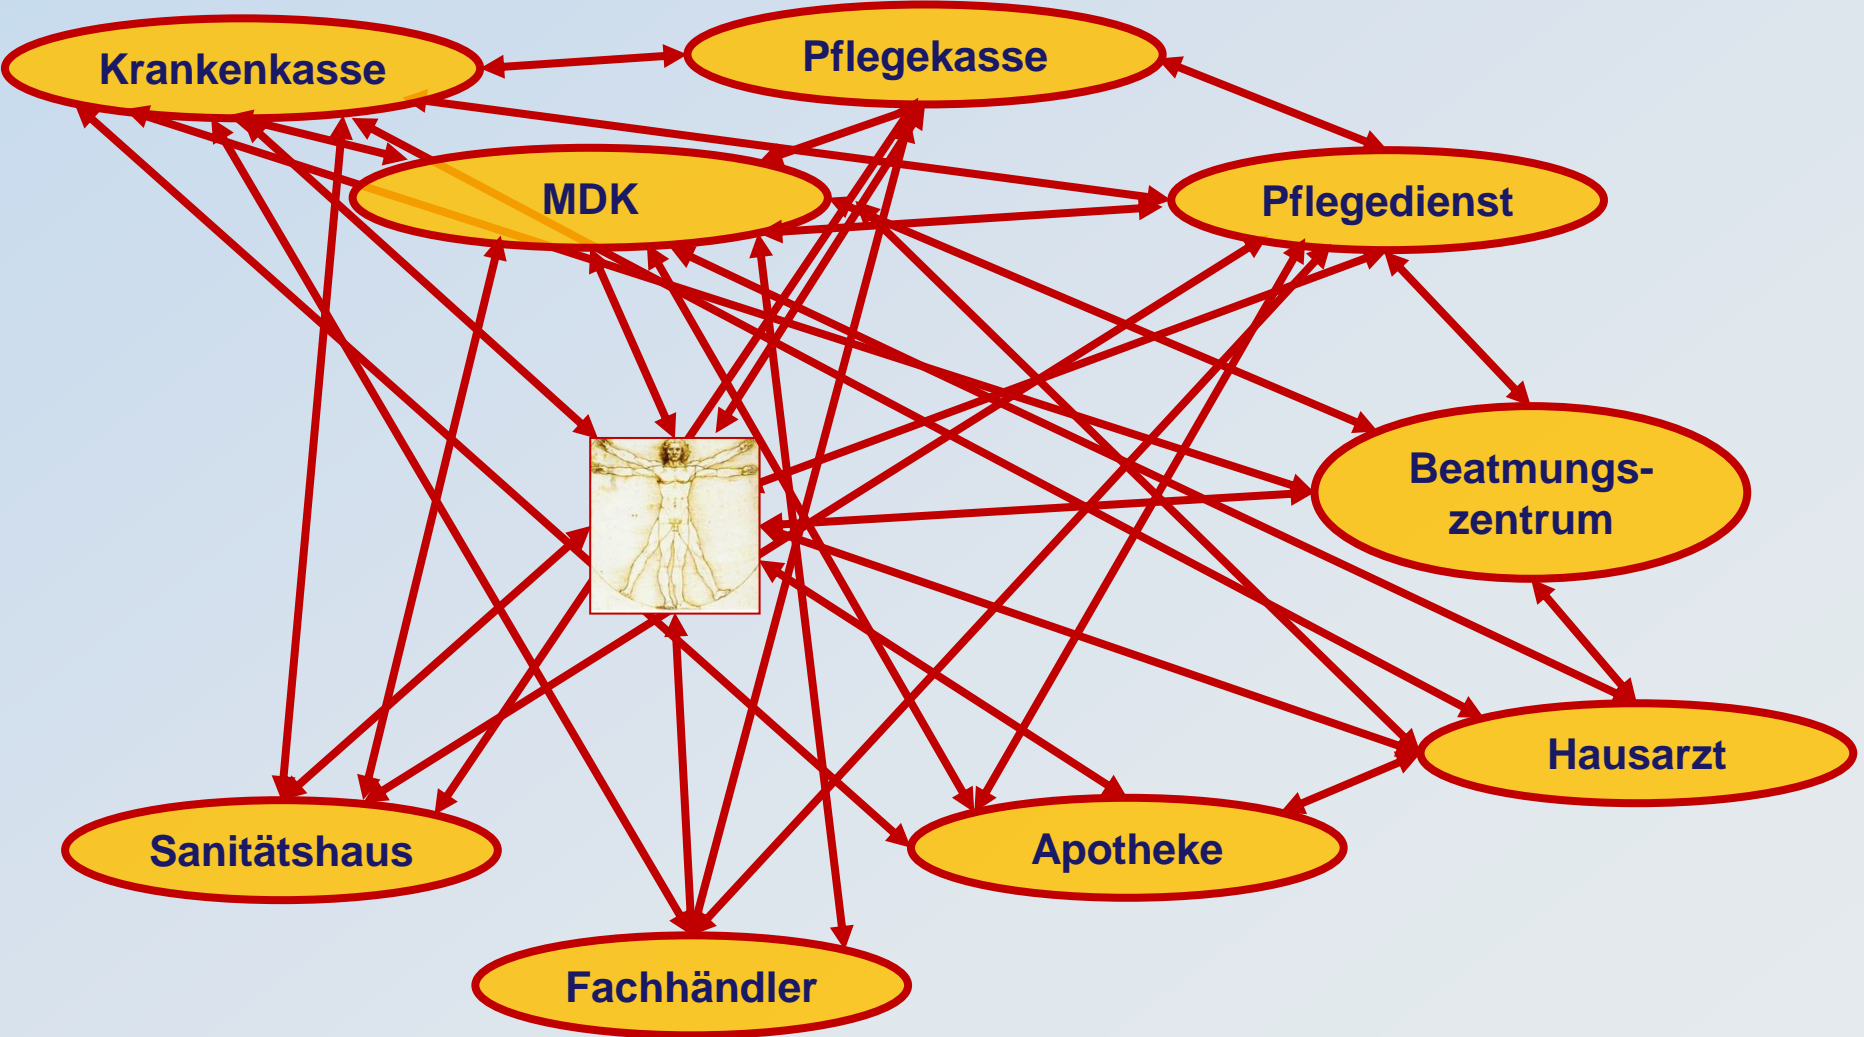 Krankenkasse
Pflegekasse
MDK
Pflegedienst
Beatmungs-
zentrum
Hausarzt
Sanitätshaus
Apotheke
Fachhändler